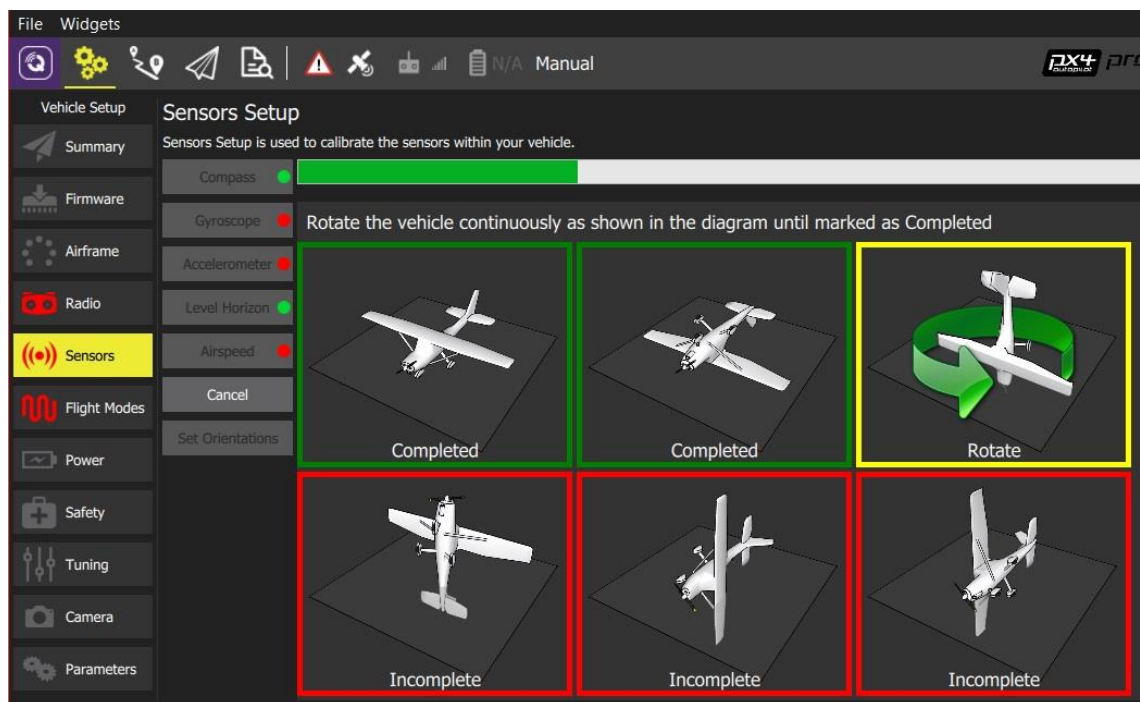 File Widgets
N/A Manual
px4 pro
autopilot
Vehicle Setup
Summary
Firmware
Airframe
Radio
Sensors
Flight Modes
Power
Safety
Tuning
Camera
Parameters
Sensors Setup
Sensors Setup is used to calibrate the sensors within your vehicle.
Compass
Gyroscope
Accelerometer
Level Horizon
Airspeed
Cancel
Set Orientations
Rotate the vehicle continuously as shown in the diagram until marked as Completed
Completed
Completed
Rotate
Incomplete
Incomplete
Incomplete